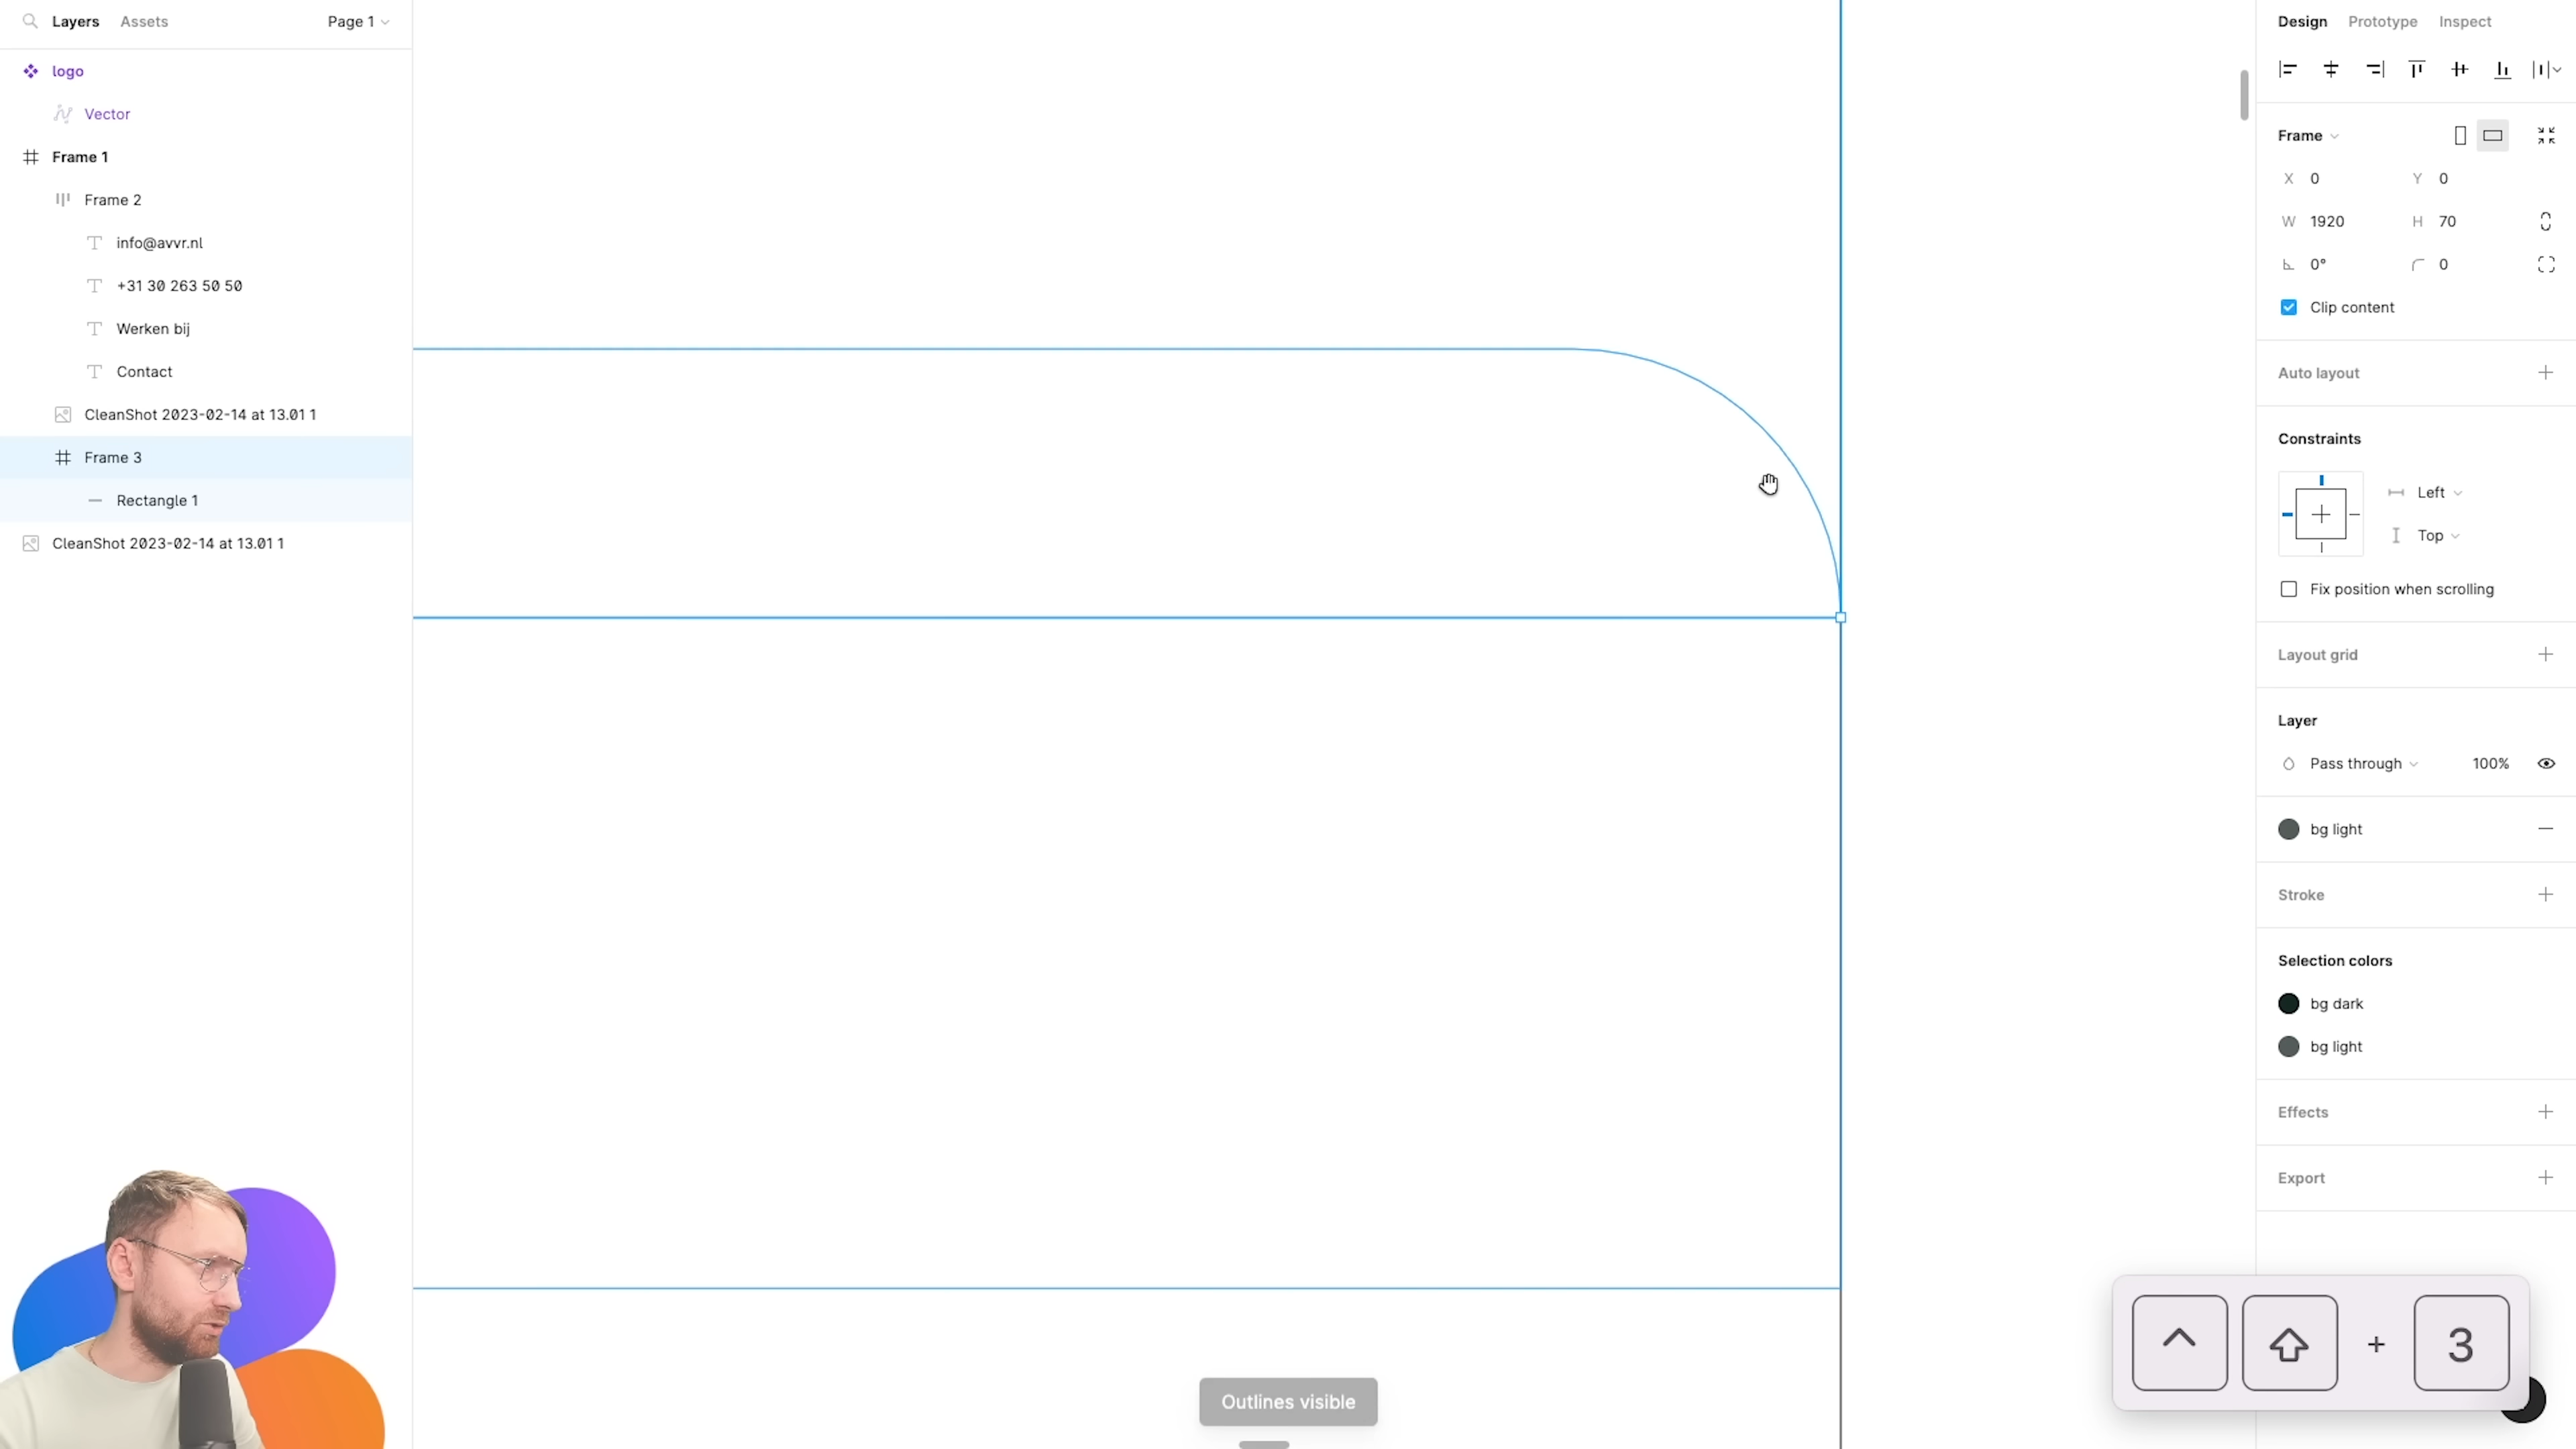 Layers Assets Page 1
logo
Vector
Frame 1
Frame 2
info@avvr.nl
+31 30 263 50 50
Werken bij
Contact
CleanShot 2023-02-14 at 13.01 1
Frame 3
Rectangle 1
CleanShot 2023-02-14 at 13.01 1
Outlines visible
Design Prototype Inspect
Frame
X 0 Y 0
W 1920 H 70
0° 0
Clip content
Auto layout
Constraints
Left
Top
Fix position when scrolling
Layout grid
Layer
Pass through 100%
bg light
Stroke
Selection colors
bg dark
bg light
Effects
Export
+ 3